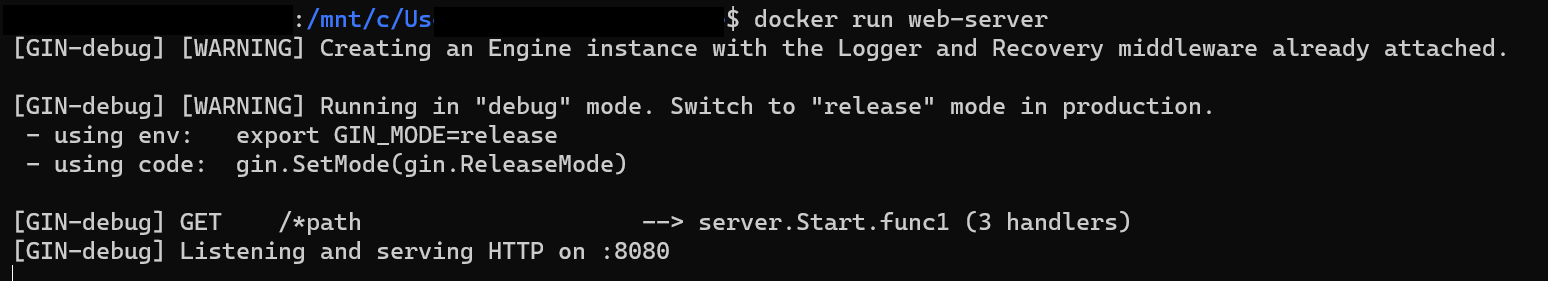 :/mnt/c/Us $ docker run web-server
[GIN-debug] [WARNING] Creating an Engine instance with the Logger and Recovery middleware already attached.
[GIN-debug] [WARNING] Running in "debug" mode. Switch to "release" mode in production.
 - using env:   export GIN_MODE=release
 - using code:  gin.SetMode(gin.ReleaseMode)
[GIN-debug] GET    /*path                    --> server.Start.func1 (3 handlers)
[GIN-debug] Listening and serving HTTP on :8080